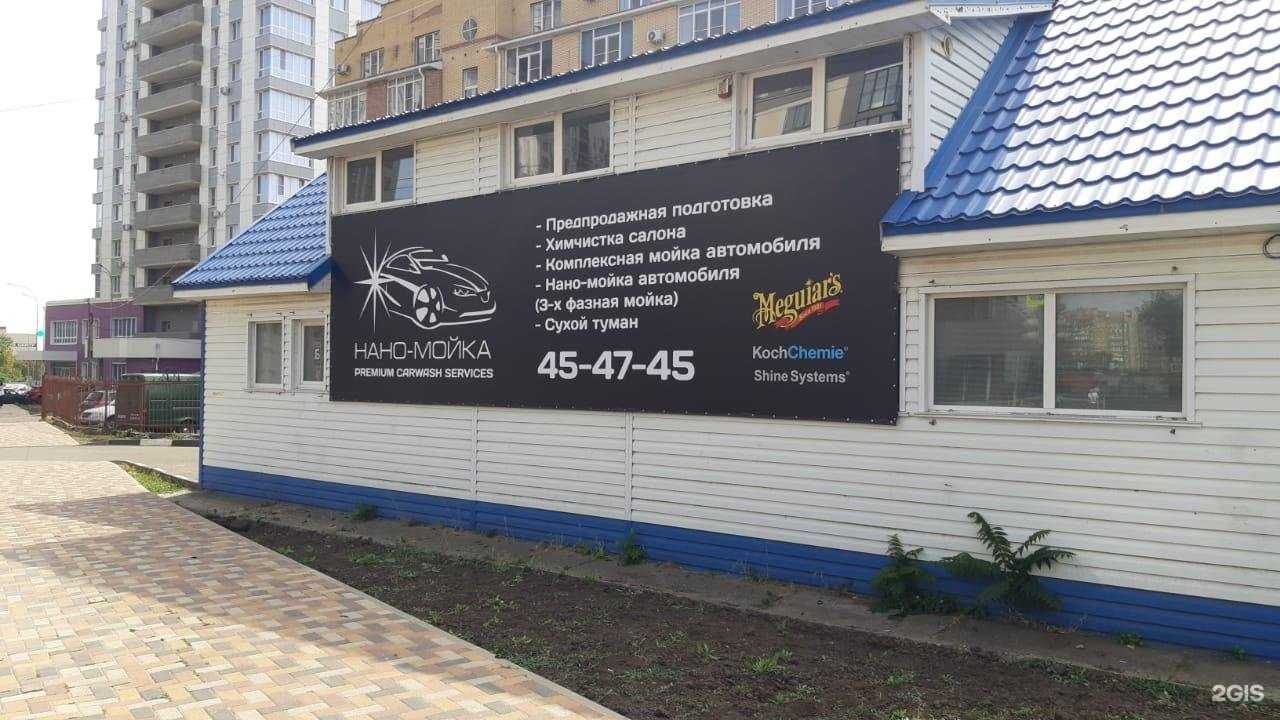 НАНО-МОЙКА
PREMIUM CARWASH SERVICES
- Предпродажная подготовка
- Химчистка салона
- Комплексная мойка автомобиля
- Нано-мойка автомобиля
(3-х фазная мойка)
- Сухой туман
45-47-45
Meguiar's
KochChemie®
Shine Systems®
2GIS